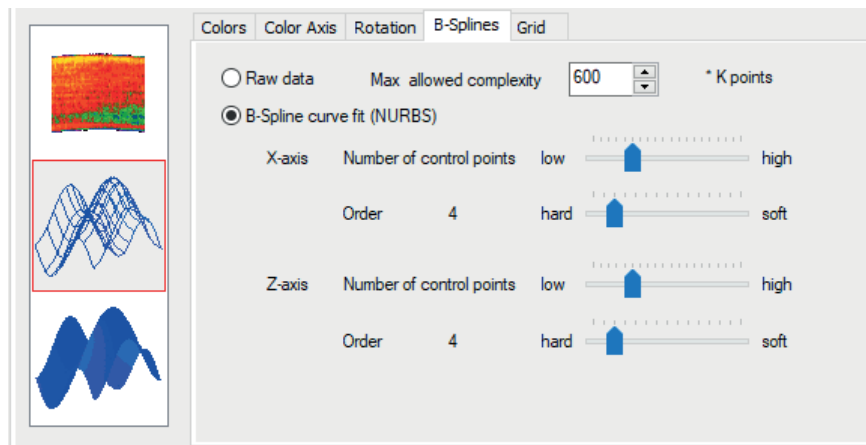 Colors Color Axis Rotation B-Splines Grid
Raw data Max allowed complexity 600 * K points
B-Spline curve fit (NURBS)
X-axis Number of control points low high
Order 4 hard soft
Z-axis Number of control points low high
Order 4 hard soft